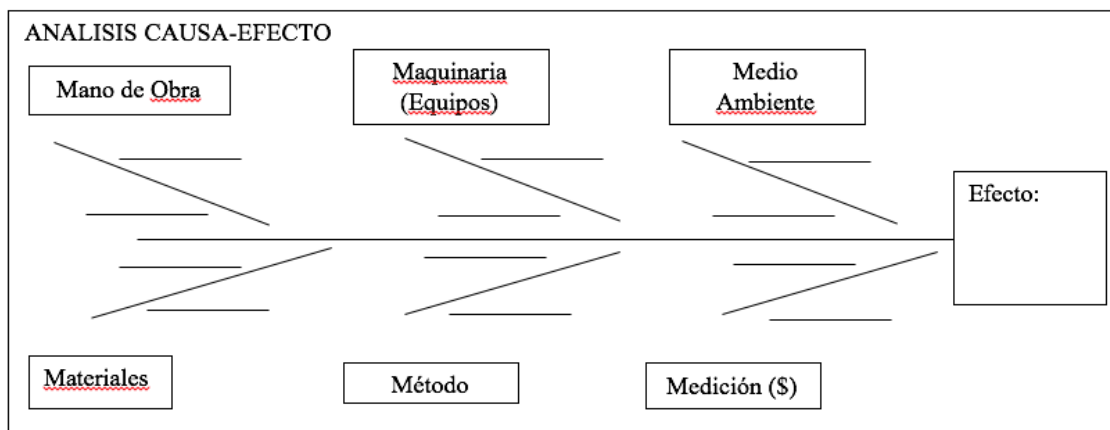 ANALISIS CAUSA-EFECTO
Mano de Obra
Maquinaria
(Equipos)
Medio
Ambiente
Efecto:
Materiales
Método
Medición ($)